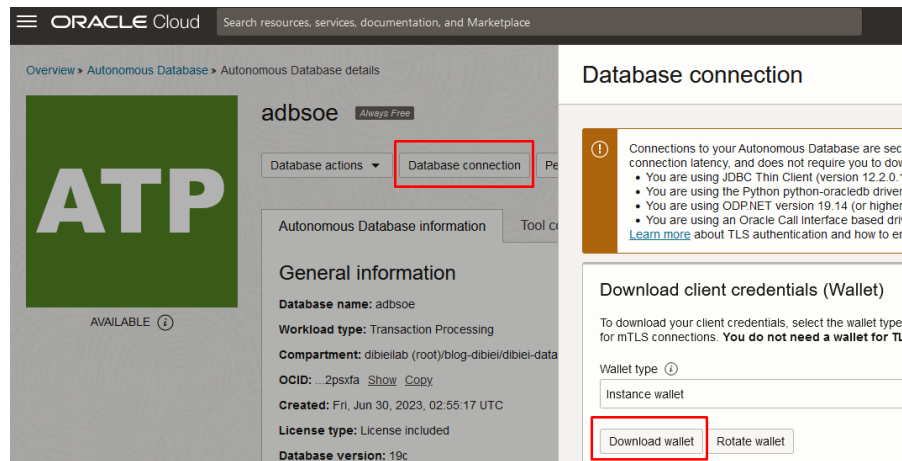 ORACLE Cloud
Search resources, services, documentation, and Marketplace
Overview » Autonomous Database » Autonomous Database details
ATP
AVAILABLE
adbsoe Always Free
Database actions Database connection
Autonomous Database information Tool
General information
Database name: adbsoe
Workload type: Transaction Processing
Compartment: dibieilab (root)/blog-dibiei/dibiei-data
OCID: ...2psxfa Show Copy
Created: Fri, Jun 30, 2023, 02:55:17 UTC
License type: License included
Database version: 19c
Database connection
Connections to your Autonomous Database are sec
connection latency, and does not require you to dow
• You are using JDBC Thin Client (version 12.2.0.1
• You are using the Python python-oracledb driver
• You are using ODP.NET version 19.14 (or higher
• You are using an Oracle Call Interface based dri
Learn more about TLS authentication and how to en
Download client credentials (Wallet)
To download your client credentials, select the wallet type
for mTLS connections. You do not need a wallet for TL
Wallet type
Instance wallet
Download wallet Rotate wallet